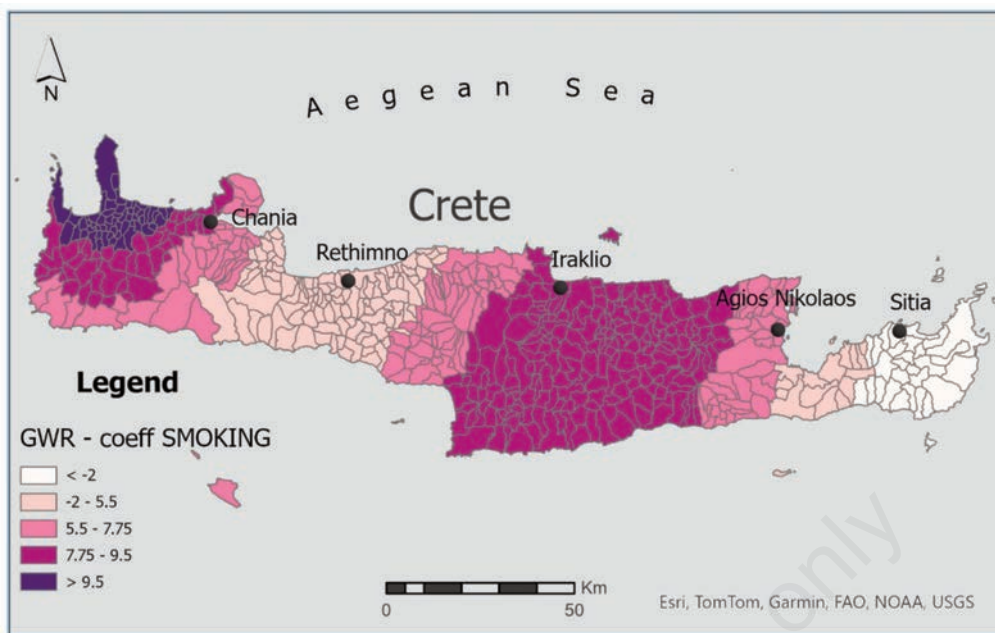 N
Aegean Sea
Crete
Chania
Rethimno
Iraklio
Agios Nikolaos
Sitia
Legend
GWR - coeff SMOKING
< -2
-2 - 5.5
5.5 - 7.75
7.75 - 9.5
> 9.5
Km
0 50
Esri, TomTom, Garmin, FAO, NOAA, USGS
only